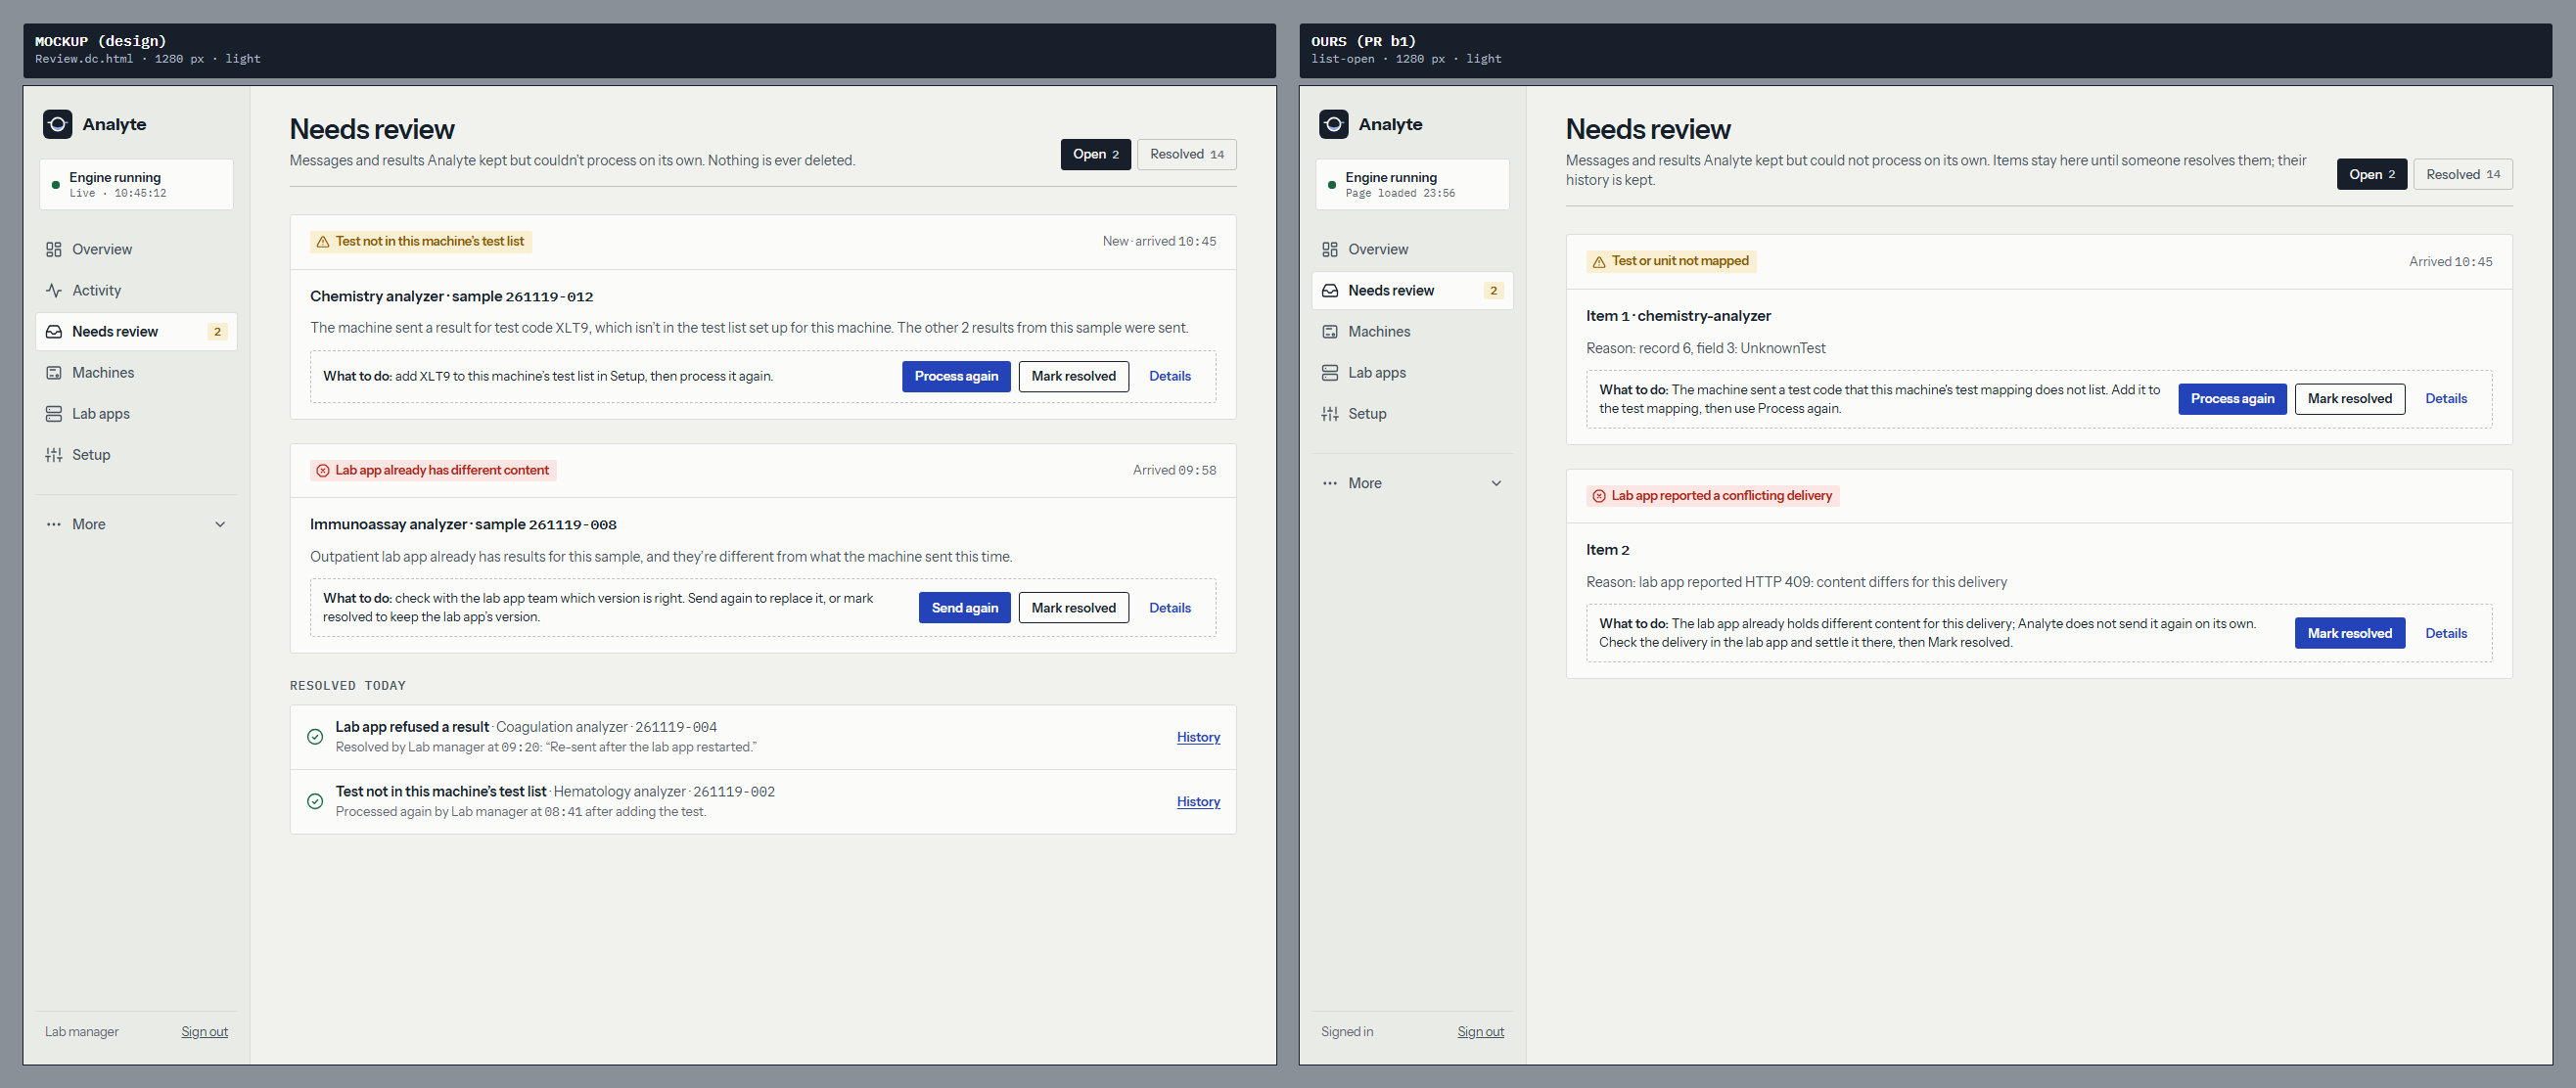 MOCKUP (design)
Review.dc.html · 1280 px · light
Analyte
Engine running
Live · 10:45:12
Overview
Activity
Needs review 2
Machines
Lab apps
Setup
More
Lab manager Sign out
Needs review
Messages and results Analyte kept but couldn’t process on its own. Nothing is ever deleted.
Open 2 Resolved 14
Test not in this machine’s test list New · arrived 10:45
Chemistry analyzer · sample 261119-012
The machine sent a result for test code XLT9, which isn’t in the test list set up for this machine. The other 2 results from this sample were sent.
What to do: add XLT9 to this machine’s test list in Setup, then process it again. Process again Mark resolved Details
Lab app already has different content Arrived 09:58
Immunoassay analyzer · sample 261119-008
Outpatient lab app already has results for this sample, and they’re different from what the machine sent this time.
What to do: check with the lab app team which version is right. Send again to replace it, or mark
resolved to keep the lab app’s version.
Send again Mark resolved Details
RESOLVED TODAY
Lab app refused a result · Coagulation analyzer · 261119-004
Resolved by Lab manager at 09:20: “Re-sent after the lab app restarted.”
History
Test not in this machine’s test list · Hematology analyzer · 261119-002
Processed again by Lab manager at 08:41 after adding the test.
History
OURS (PR b1)
list-open · 1280 px · light
Analyte
Engine running
Page loaded 23:56
Overview
Needs review 2
Machines
Lab apps
Setup
More
Signed in Sign out
Needs review
Messages and results Analyte kept but could not process on its own. Items stay here until someone resolves them; their
history is kept.
Open 2 Resolved 14
Test or unit not mapped Arrived 10:45
Item 1 · chemistry-analyzer
Reason: record 6, field 3: UnknownTest
What to do: The machine sent a test code that this machine's test mapping does not list. Add it to
the test mapping, then use Process again.
Process again Mark resolved Details
Lab app reported a conflicting delivery
Item 2
Reason: lab app reported HTTP 409: content differs for this delivery
What to do: The lab app already holds different content for this delivery; Analyte does not send it again on its own.
Check the delivery in the lab app and settle it there, then Mark resolved.
Mark resolved Details